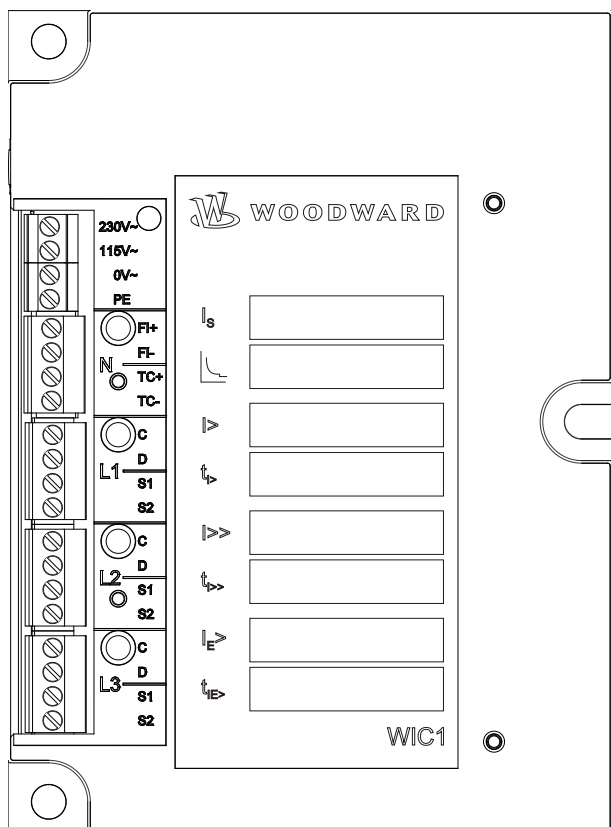 WOODWARD
230V~
115V~
0V~
PE
FI+
FI-
N
TC+
TC-
C
D
L1
S1
S2
C
D
L2
S1
S2
C
D
L3
S1
S2
IS
I>
tI>
I>>
tI>>
IE>
tIE>
WIC1